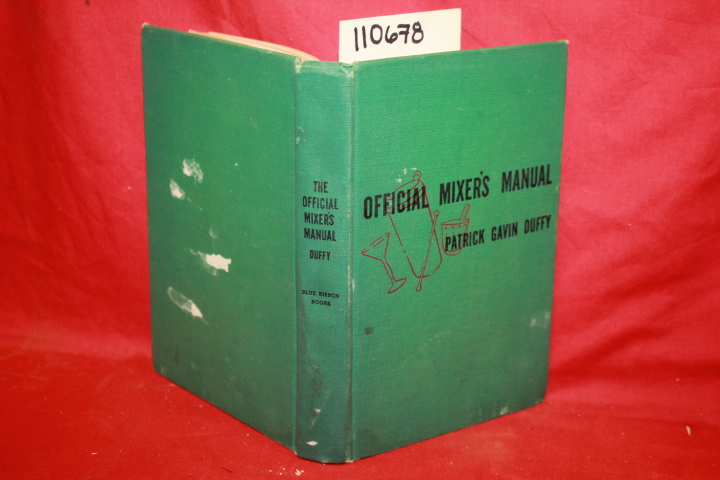 110678
THE
OFFICIAL
MIXER'S
MANUAL
DUFFY
BLUE RIBBON
BOOKS
OFFICIAL MIXER'S MANUAL
PATRICK GAVIN DUFFY